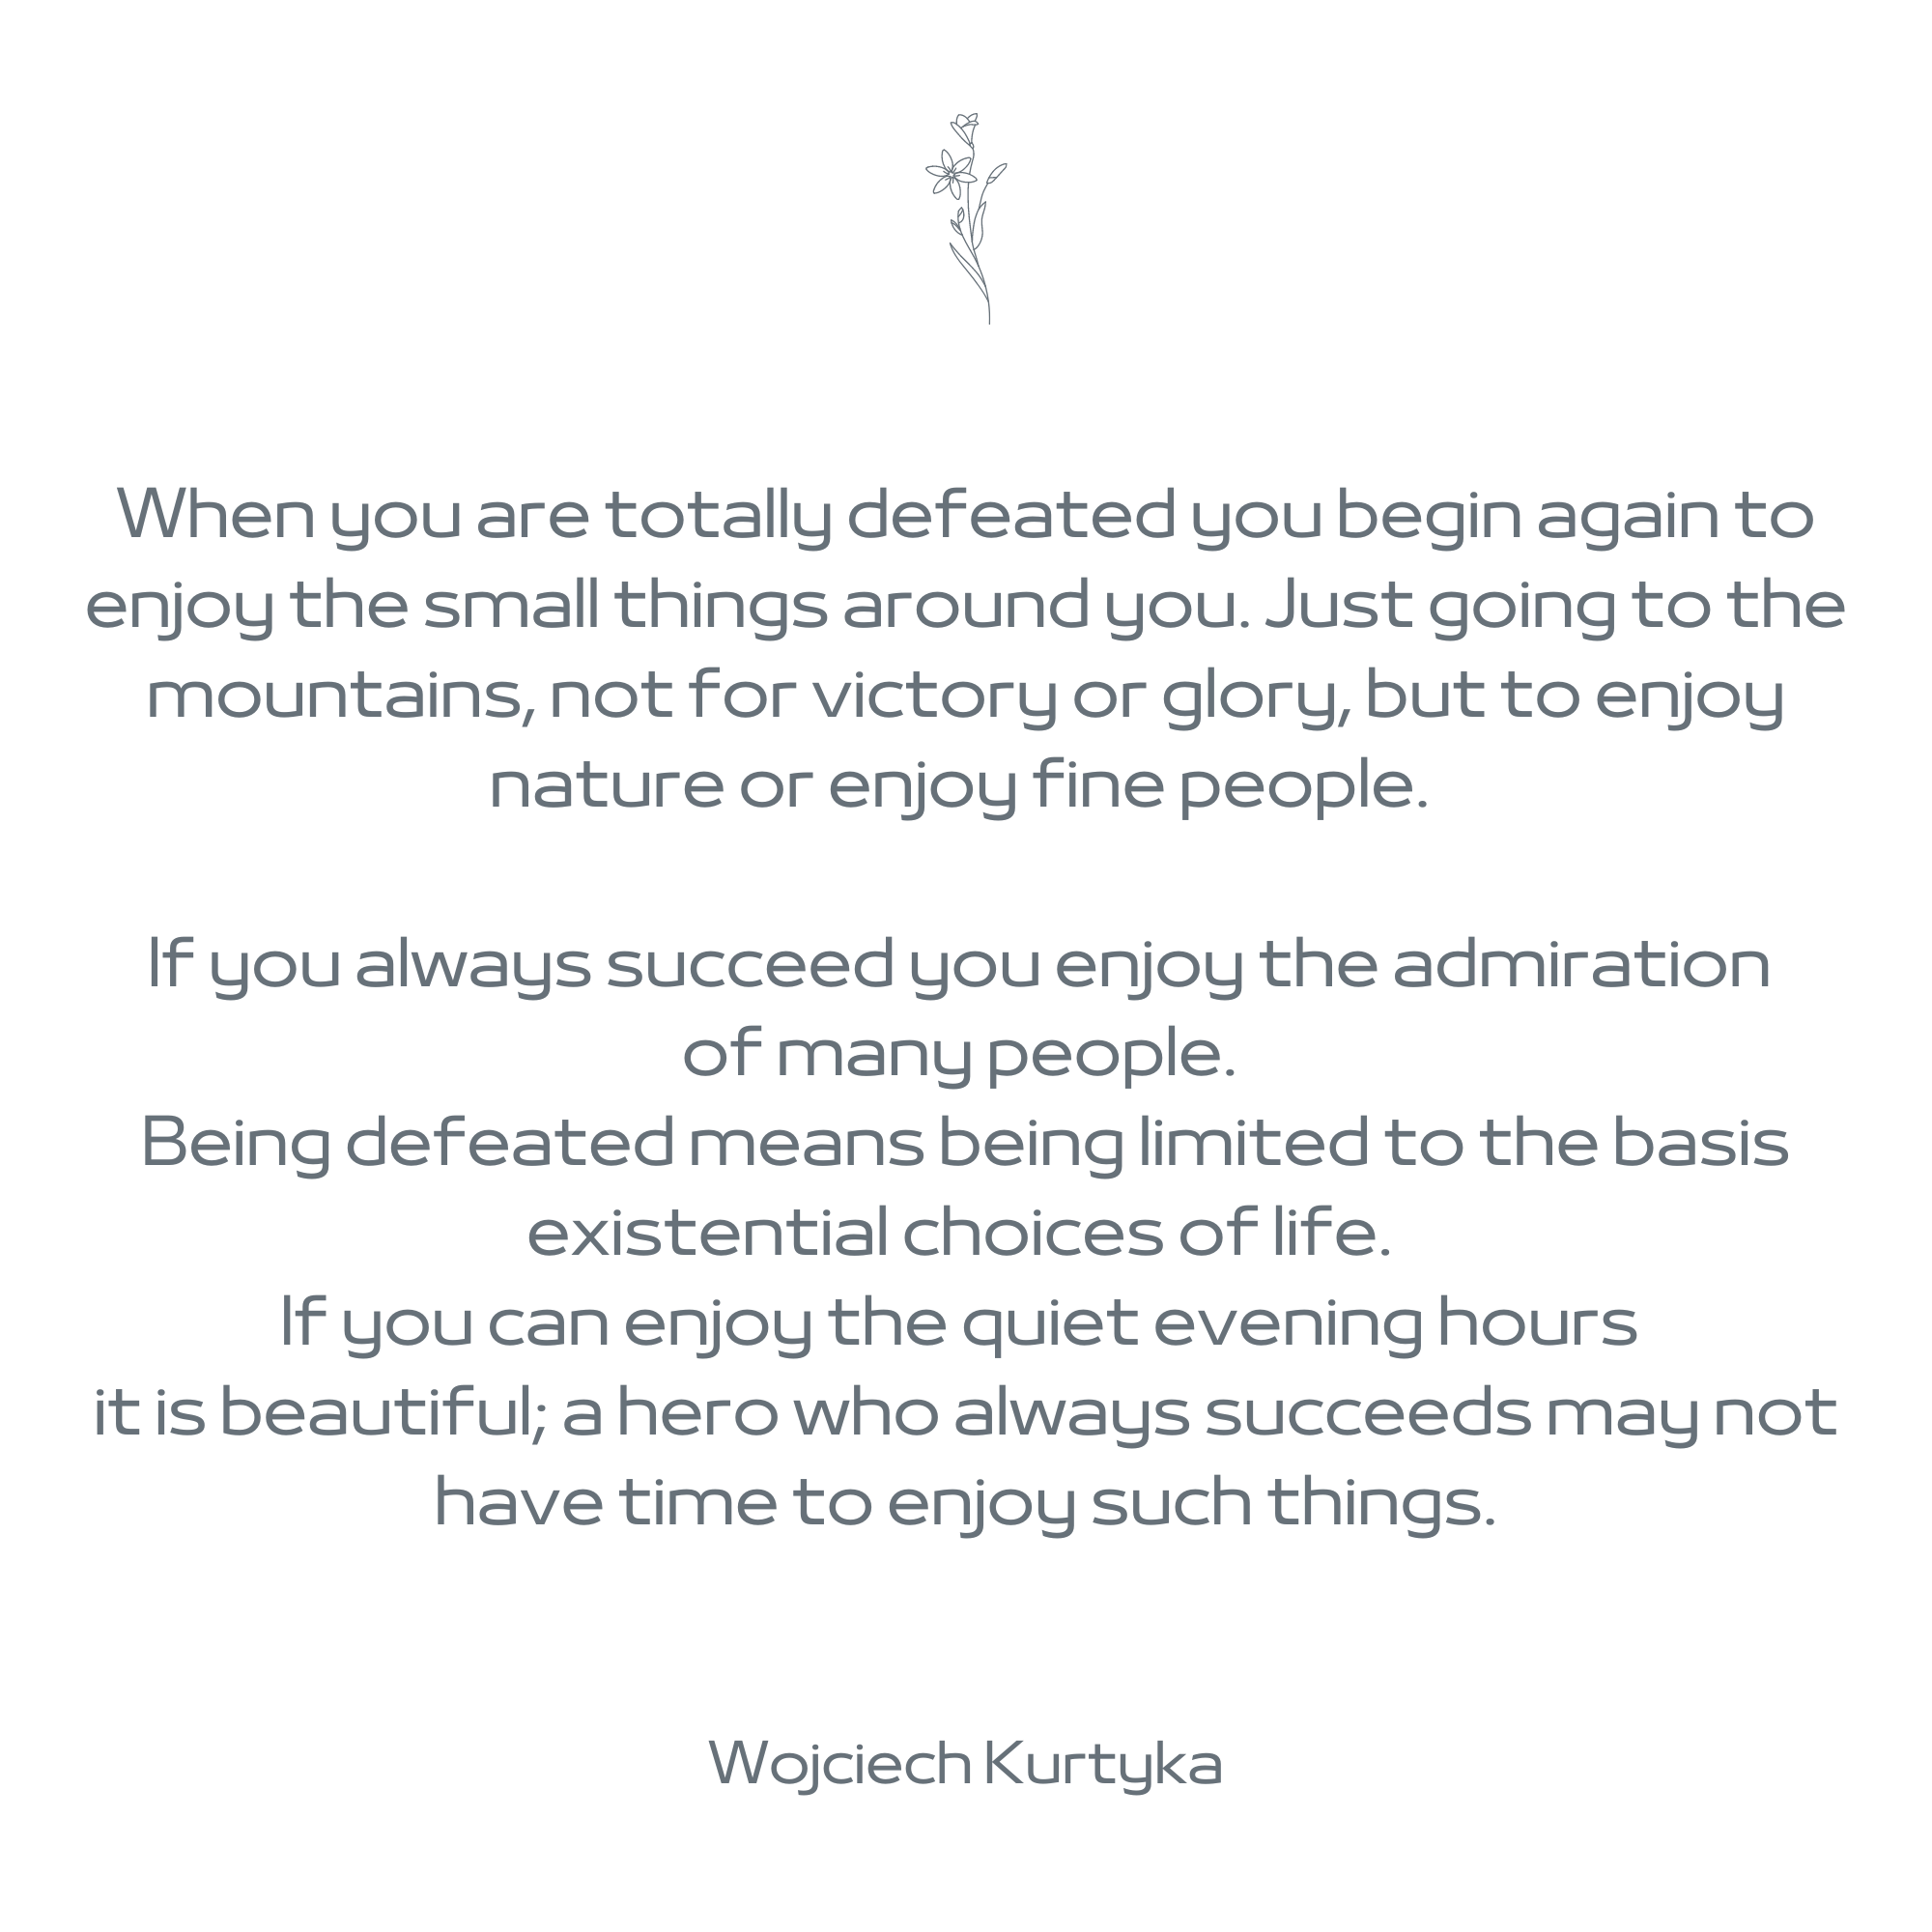 When you are totally defeated you begin again to
enjoy the small things around you. Just going to the
mountains, not for victory or glory, but to enjoy
nature or enjoy fine people.
If you always succeed you enjoy the admiration
of many people.
Being defeated means being limited to the basis
existential choices of life.
If you can enjoy the quiet evening hours
it is beautiful; a hero who always succeeds may not
have time to enjoy such things.
Wojciech Kurtyka